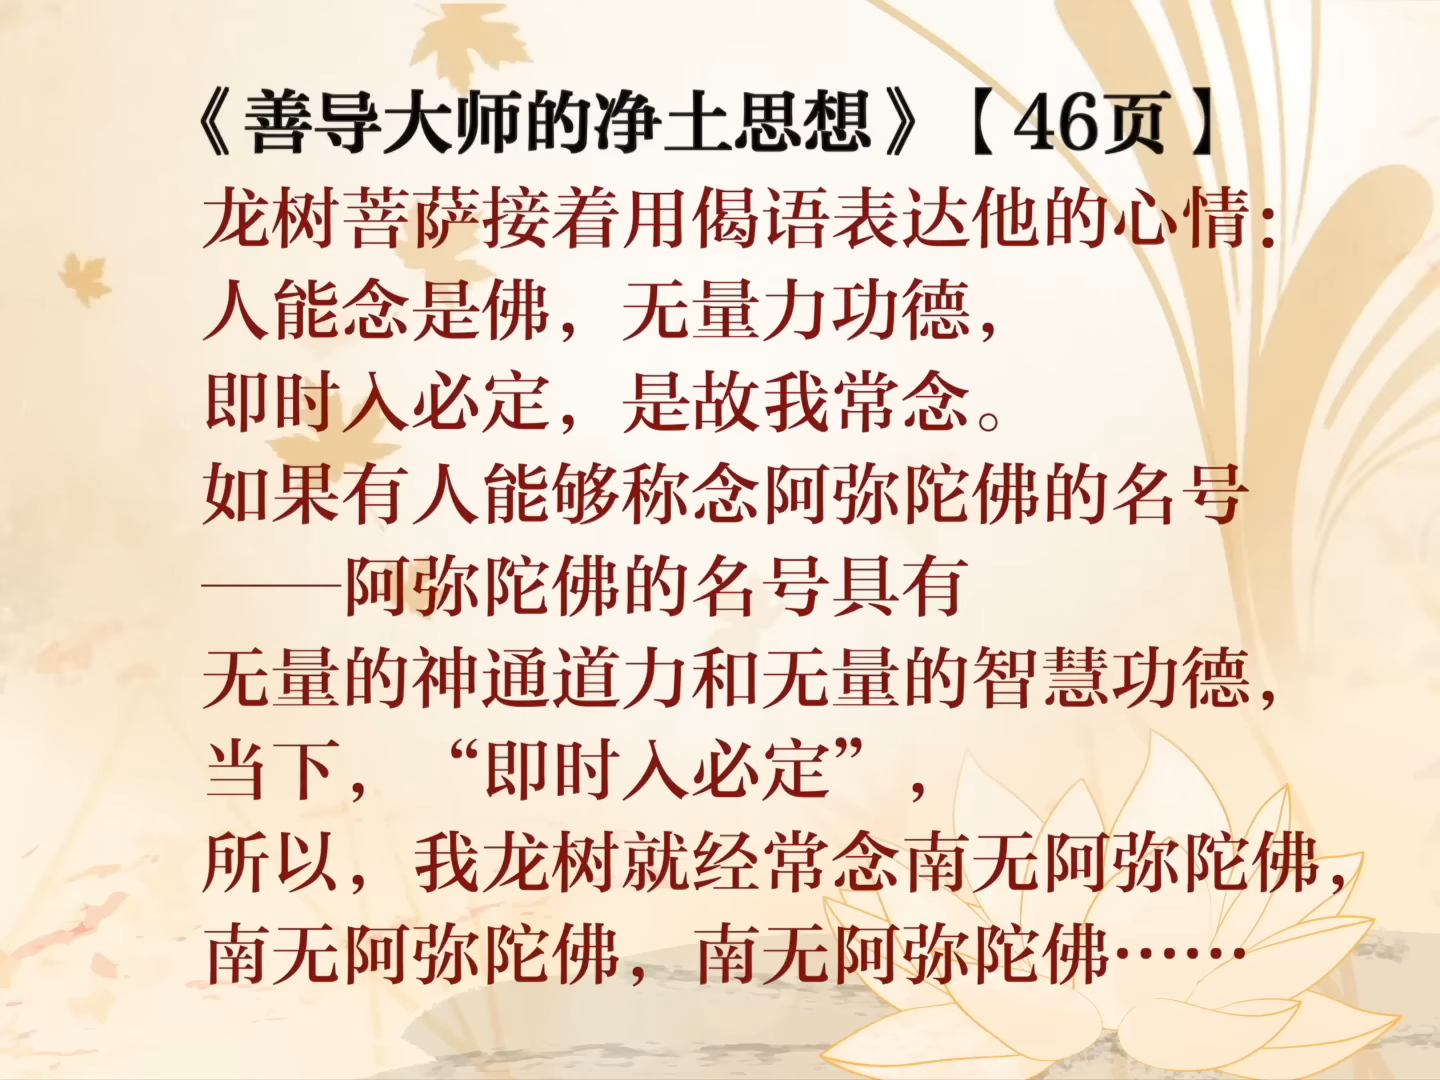 《善导大师的净土思想》【46页】
龙树菩萨接着用偈语表达他的心情：
人能念是佛，无量力功德，
即时入必定，是故我常念。
如果有人能够称念阿弥陀佛的名号
——阿弥陀佛的名号具有
无量的神通道力和无量的智慧功德，
当下，“即时入必定”，
所以，我龙树就经常念南无阿弥陀佛，
南无阿弥陀佛，南无阿弥陀佛……